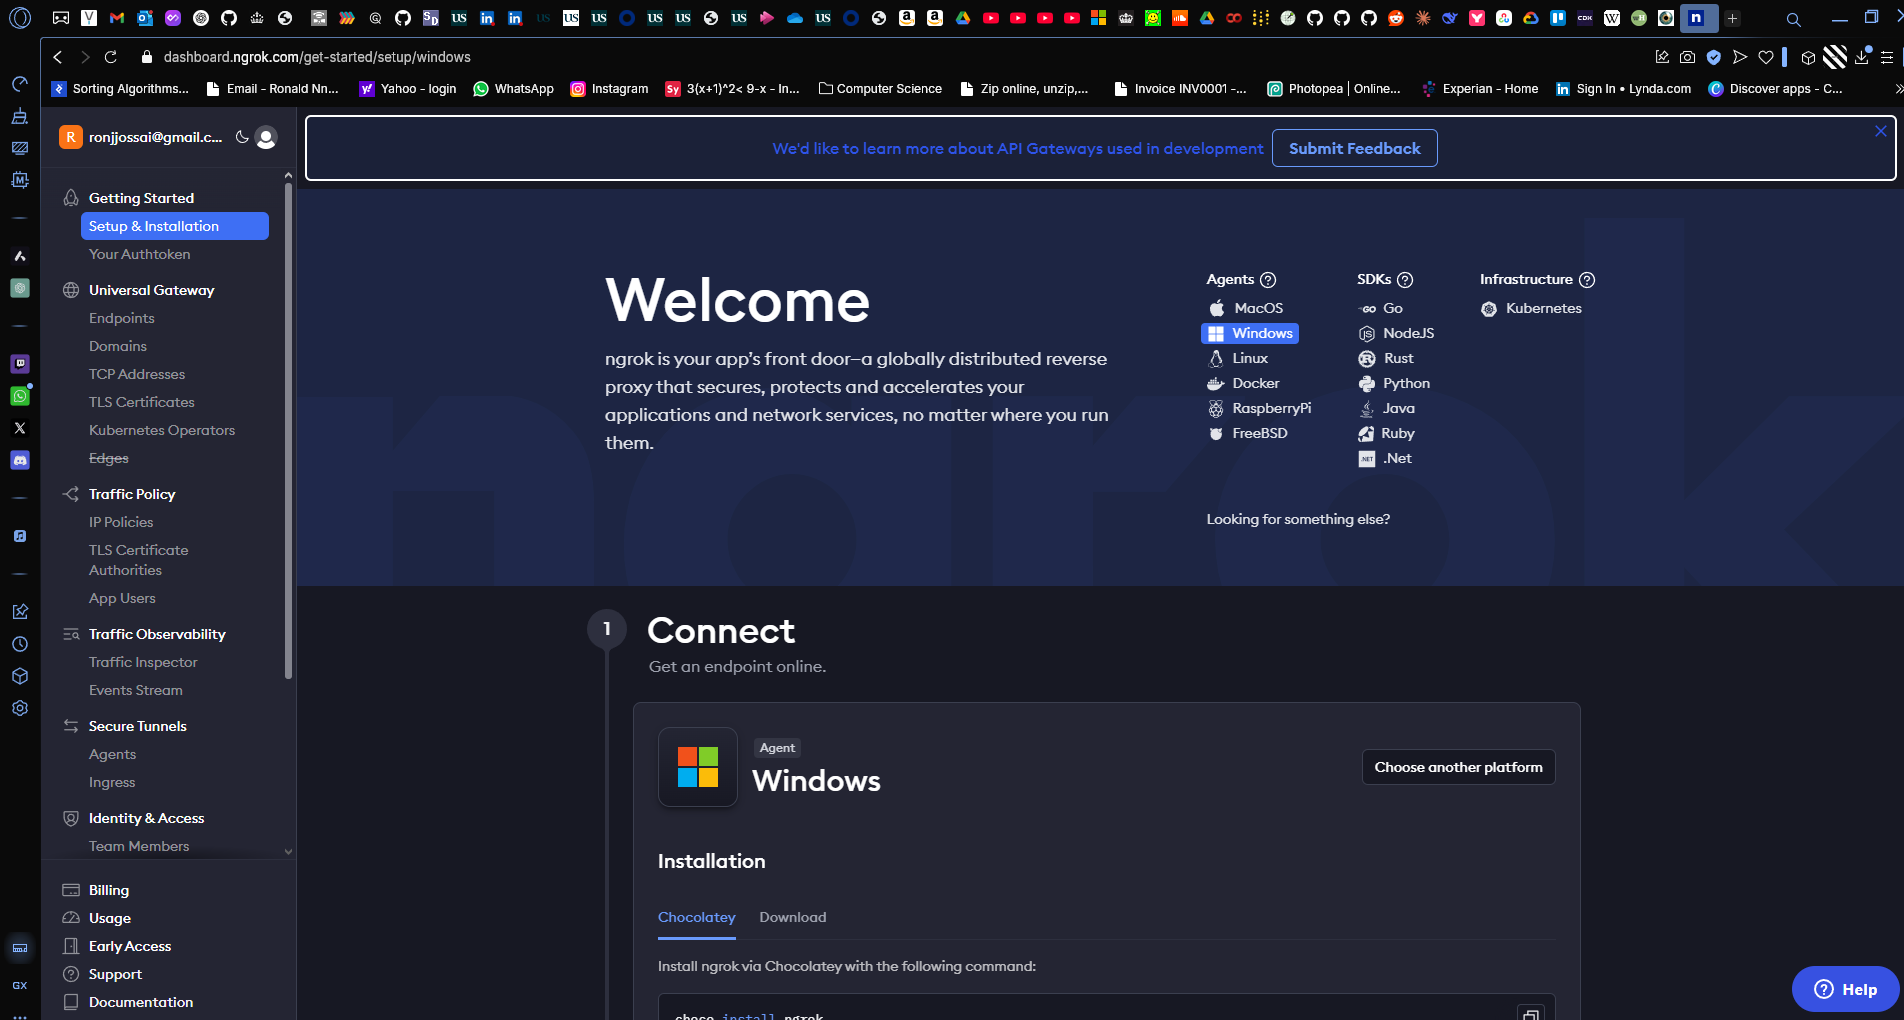 dashboard.ngrok.com/get-started/setup/windows
Sorting Algorithms...
Email - Ronald Nn...
Yahoo - login
WhatsApp
Instagram
3(x+1)^2< 9-x - In...
Computer Science
Zip online, unzip,...
Invoice INV0001 -...
Photopea | Online...
Experian - Home
Sign In • Lynda.com
Discover apps - C...
R
ronjjossai@gmail.c...
Getting Started
Setup & Installation
Your Authtoken
Universal Gateway
Endpoints
Domains
TCP Addresses
TLS Certificates
Kubernetes Operators
Edges
Traffic Policy
IP Policies
TLS Certificate
Authorities
App Users
Traffic Observability
Traffic Inspector
Events Stream
Secure Tunnels
Agents
Ingress
Identity & Access
Team Members
Billing
Usage
Early Access
Support
Documentation
GX
We'd like to learn more about API Gateways used in development
Submit Feedback
Welcome
ngrok is your app's front door—a globally distributed reverse
proxy that secures, protects and accelerates your
applications and network services, no matter where you run
them.
Agents
MacOS
Windows
Linux
Docker
RaspberryPi
FreeBSD
SDKs
Go
NodeJS
Rust
Python
Java
Ruby
.Net
Infrastructure
Kubernetes
Looking for something else?
1
Connect
Get an endpoint online.
Agent
Windows
Choose another platform
Installation
Chocolatey
Download
Install ngrok via Chocolatey with the following command:
choco install ngrok
Help